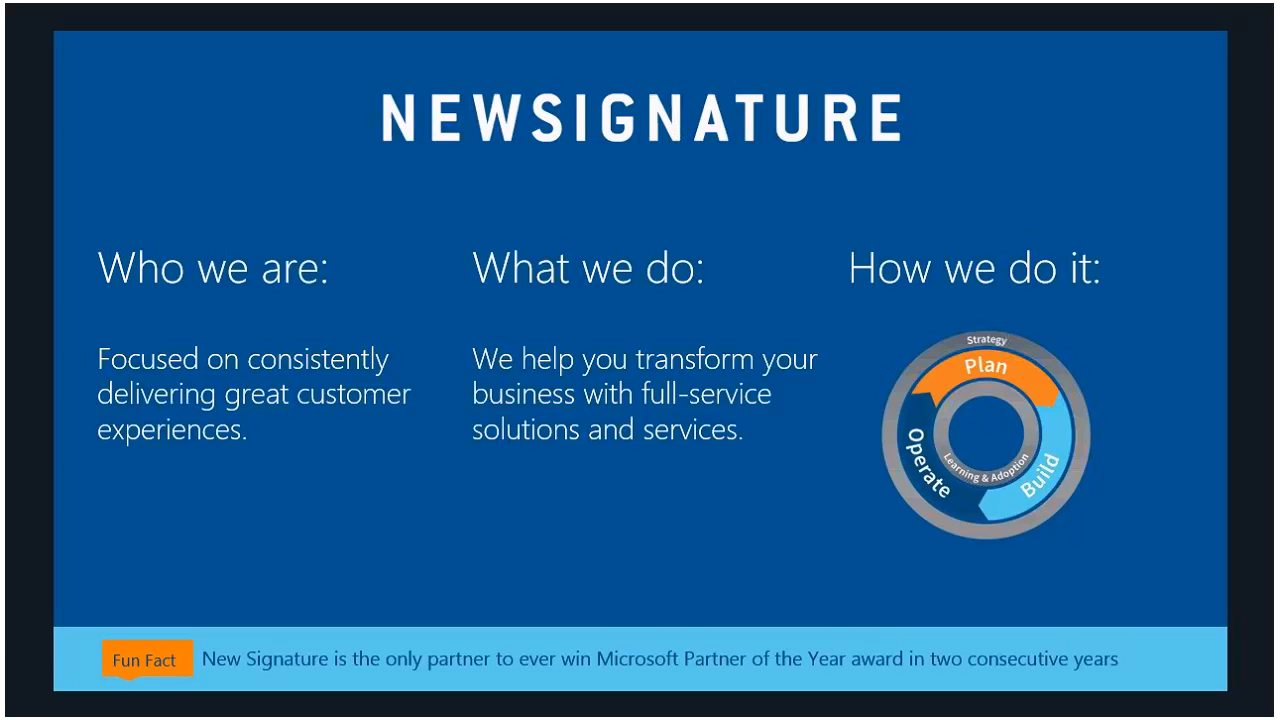 NEWSIGNATURE
Who we are:
Focused on consistently
delivering great customer
experiences.
What we do:
We help you transform your
business with full-service
solutions and services.
How we do it:
Strategy
Plan
Build
Operate
Learning & Adoption
Fun Fact
New Signature is the only partner to ever win Microsoft Partner of the Year award in two consecutive years